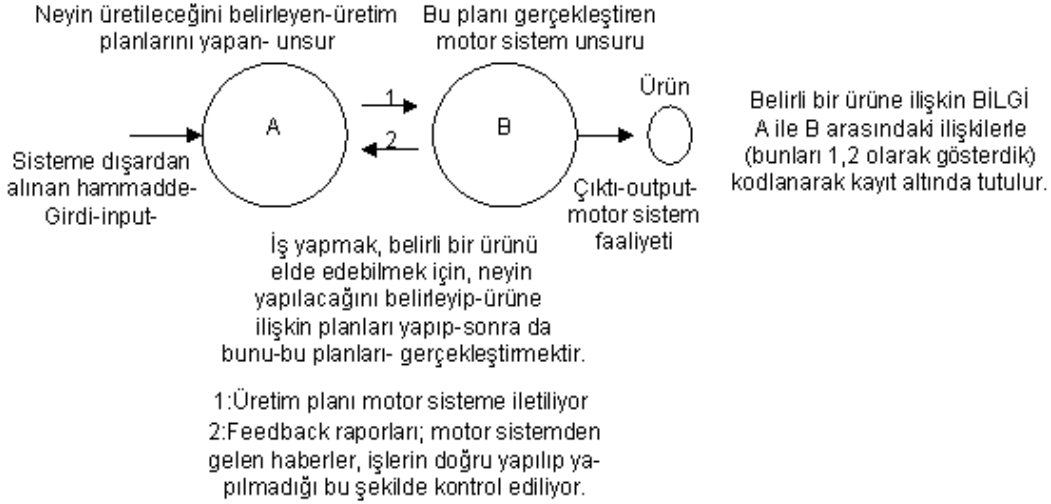 Neyin üretileceğini belirleyen-üretim
planlarını yapan- unsur
Bu planı gerçekleştiren
motor sistem unsuru
A
1
2
B
Ürün
Sisteme dışardan
alınan hammadde-
Girdi-input-
Çıktı-output-
motor sistem
faaliyeti
Belirli bir ürüne ilişkin BİLGİ
A ile B arasındaki ilişkilerle
(bunları 1,2 olarak gösterdik)
kodlanarak kayıt altında tutulur.
İş yapmak, belirli bir ürünü
elde edebilmek için, neyin
yapılacağını belirleyip-ürüne
ilişkin planları yapıp-sonra da
bunu-bu planları- gerçekleştirmektir.
1:Üretim planı motor sisteme iletiliyor
2:Feedback raporları; motor sistemden
gelen haberler, işlerin doğru yapılıp ya-
pılmadığı bu şekilde kontrol ediliyor.